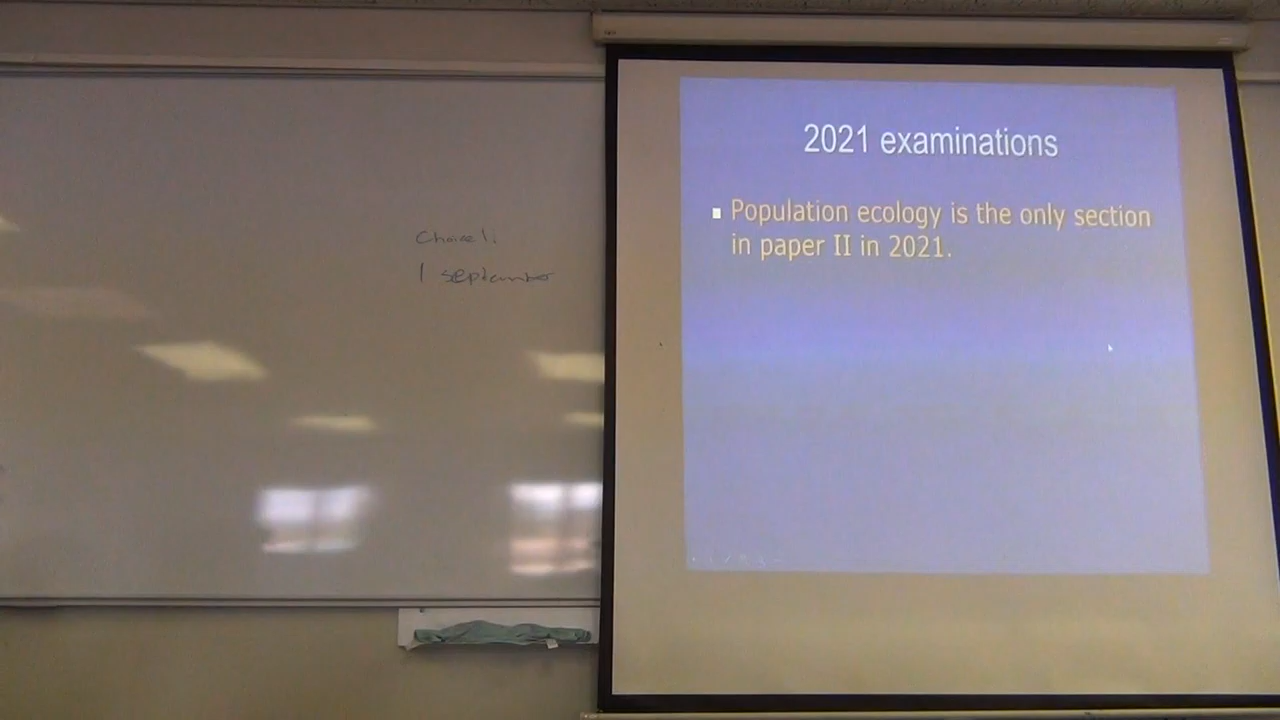 1 september
2021 examinations
Population ecology is the only section
in paper II in 2021.